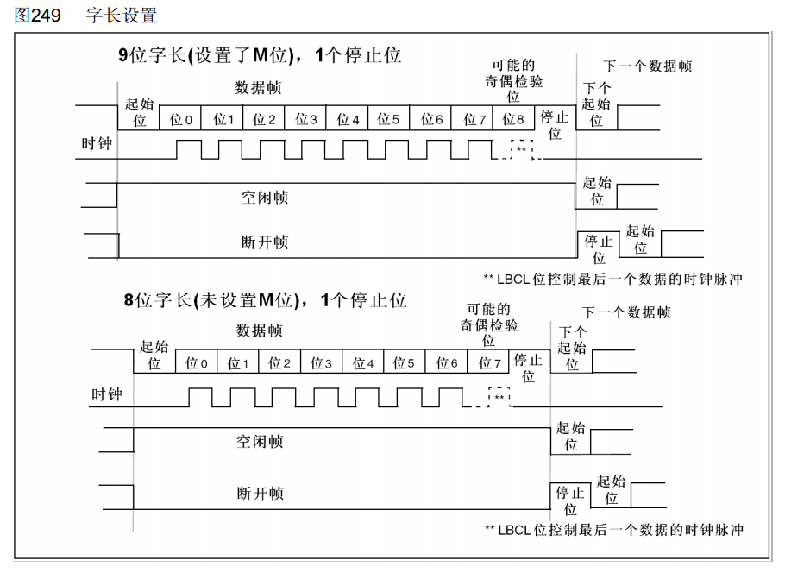 图249 字长设置
9位字长(设置了M位), 1个停止位
可能的
奇偶检验
位
下一个数据帧
数据帧
起始
位
位0
位1
位2
位3
位4
位5
位6
位7
位8
停止
位
下个
起始
位
时钟
**
空闲帧
起始
位
断开帧
停止
位
起始
位
** LBCL位控制最后一个数据的时钟脉冲
8位字长(未设置M位), 1个停止位
可能的
奇偶检验
位
下一个数据帧
数据帧
起始
位
位0
位1
位2
位3
位4
位5
位6
位7
停止
位
下个
起始
位
时钟
**
空闲帧
起始
位
断开帧
停止
位
起始
位
** LBCL位控制最后一个数据的时钟脉冲